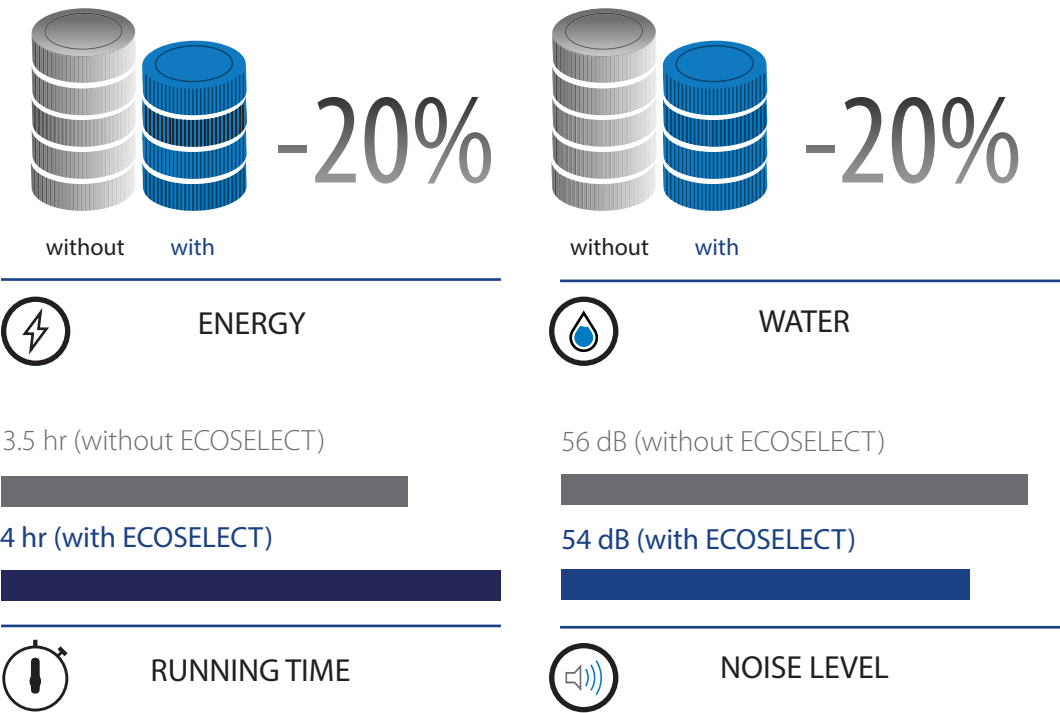 -20%
without with
ENERGY
-20%
without with
WATER
3.5 hr (without ECOSELECT)
4 hr (with ECOSELECT)
RUNNING TIME
56 dB (without ECOSELECT)
54 dB (with ECOSELECT)
NOISE LEVEL